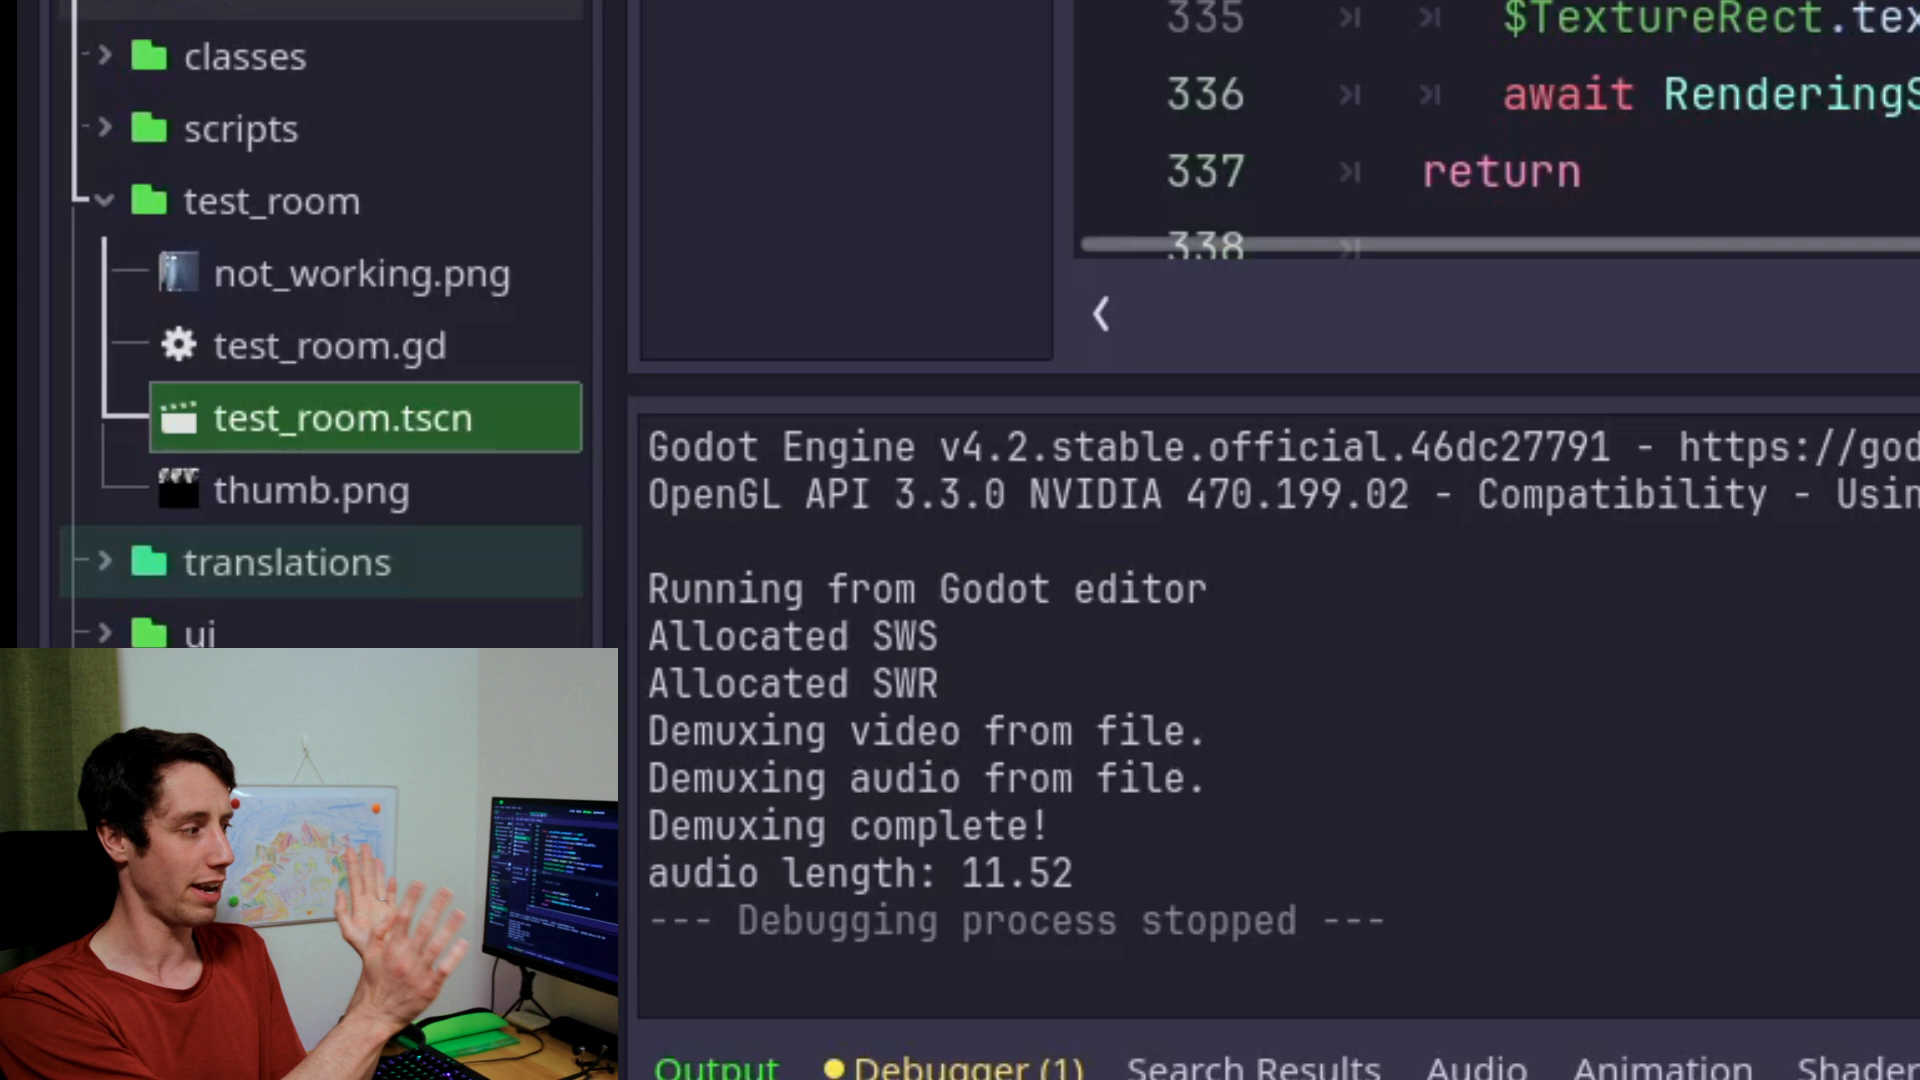 classes
scripts
test_room
not_working.png
test_room.gd
test_room.tscn
thumb.png
translations
ui
335 $TextureRect.tex
336 await RenderingS
337 return
338
Godot Engine v4.2.stable.official.46dc27791 - https://god
OpenGL API 3.3.0 NVIDIA 470.199.02 - Compatibility - Usin
Running from Godot editor
Allocated SWS
Allocated SWR
Demuxing video from file.
Demuxing audio from file.
Demuxing complete!
audio length: 11.52
--- Debugging process stopped ---
Output Debugger (1) Search Results Audio Animation Shader